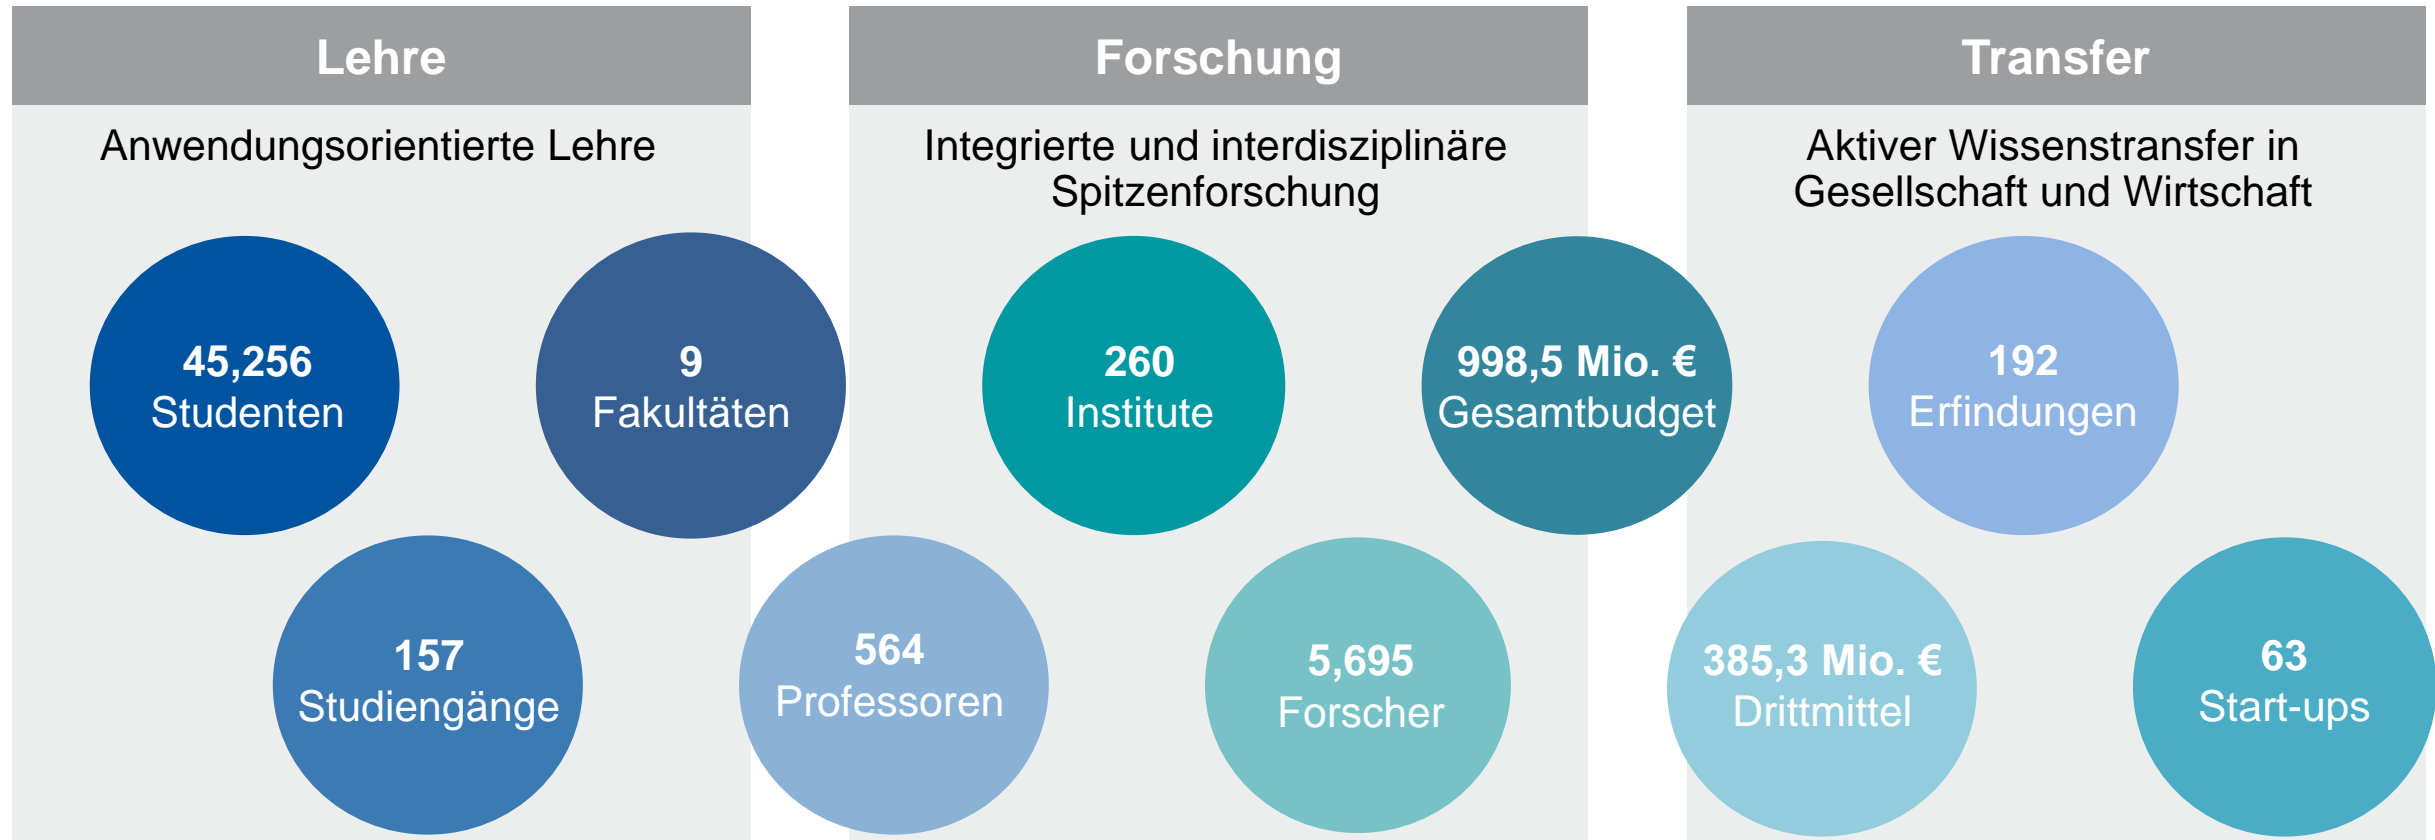 Lehre
Anwendungsorientierte Lehre
45,256
Studenten
9
Fakultäten
157
Studiengänge
564
Professoren
Forschung
Integrierte und interdisziplinäre
Spitzenforschung
260
Institute
998,5 Mio. €
Gesamtbudget
5,695
Forscher
Transfer
Aktiver Wissenstransfer in
Gesellschaft und Wirtschaft
192
Erfindungen
385,3 Mio. €
Drittmittel
63
Start-ups